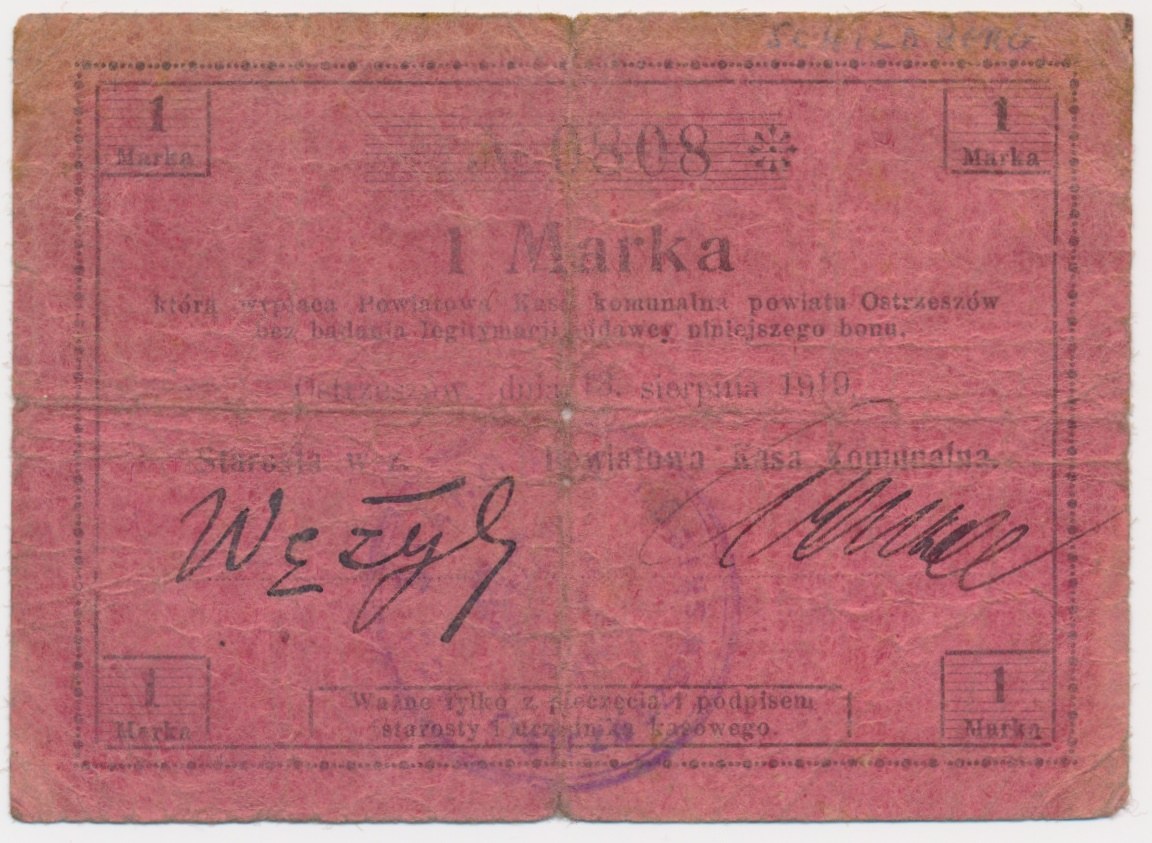 SCHILDBERG
1 Marka
1 Marka
№ 0808
1 Marka
którą wypłaca Powiatowa Kasa komunalna powiatu Ostrzeszów
bez badania legitymacji oddawcy niniejszego bonu.
Ostrzeszów, dnia sierpnia 1919.
Starosta w z.
Powiatowa Kasa Komunalna.
Wężyk
1 Marka
1 Marka
Ważne tylko z pieczęcią i podpisem
starosty i urzędnika kasowego.